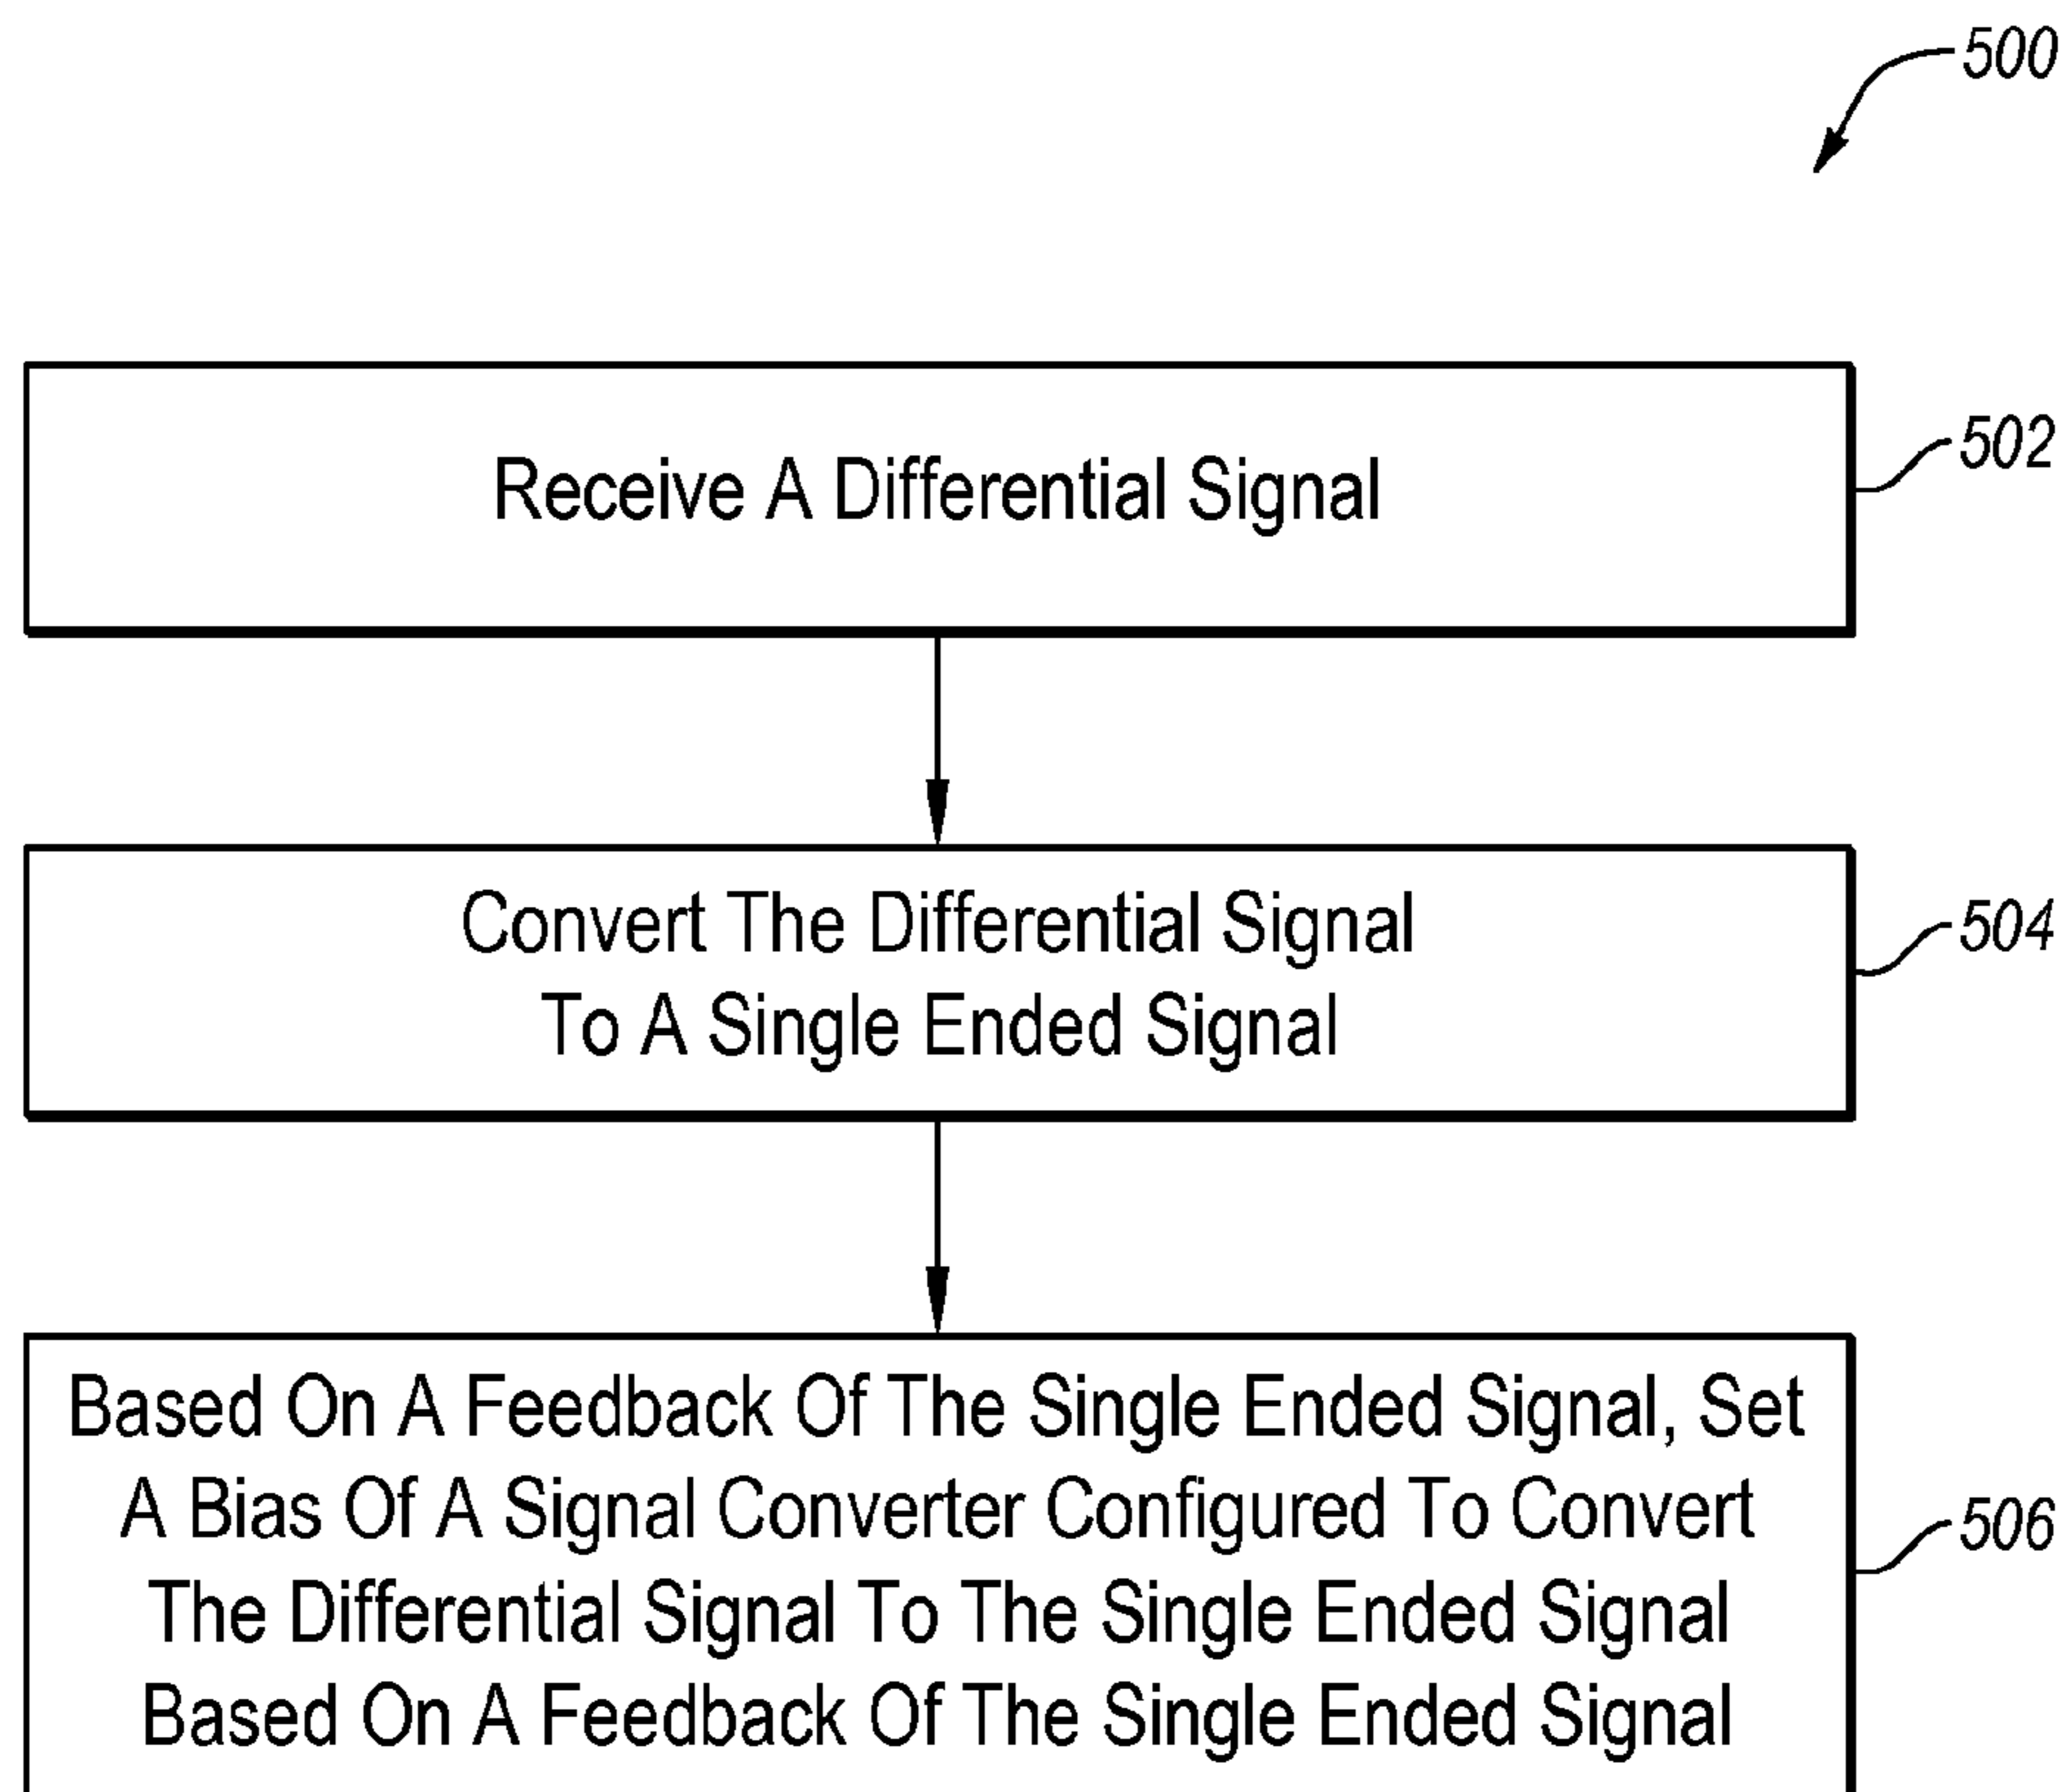 500
Receive A Differential Signal
502
Convert The Differential Signal
To A Single Ended Signal
504
Based On A Feedback Of The Single Ended Signal, Set
A Bias Of A Signal Converter Configured To Convert
The Differential Signal To The Single Ended Signal
Based On A Feedback Of The Single Ended Signal
506